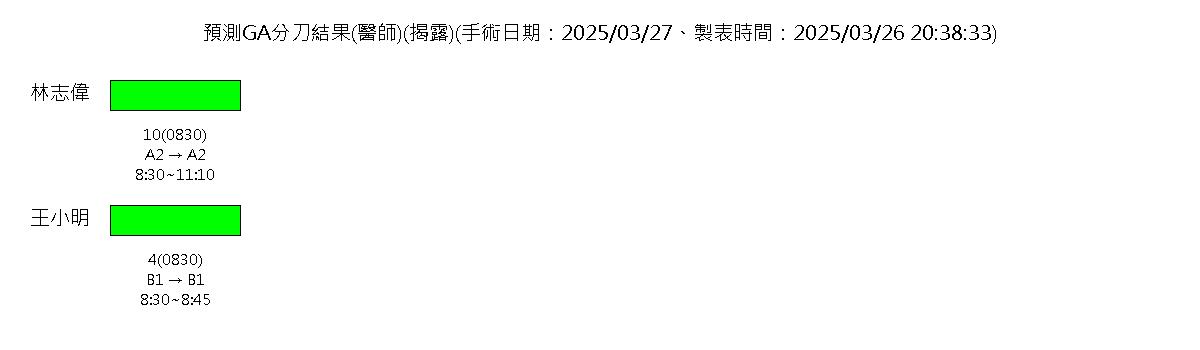 預測GA分刀結果(醫師)(揭露)(手術日期：2025/03/27、製表時間：2025/03/26 20:38:33)
林志偉
10(0830)
A2 → A2
8:30~11:10
王小明
4(0830)
B1 → B1
8:30~8:45